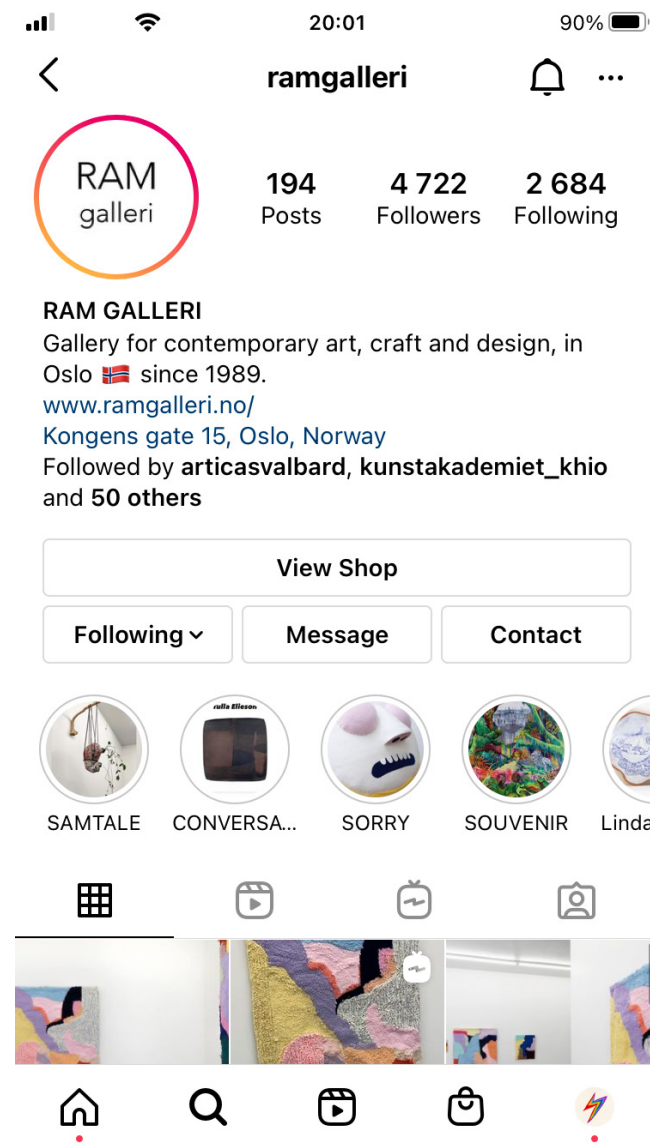 20:01
90%
ramgalleri
RAM
galleri
194
Posts
4 722
Followers
2 684
Following
RAM GALLERI
Gallery for contemporary art, craft and design, in
Oslo 🇳🇴 since 1989.
www.ramgalleri.no/
Kongens gate 15, Oslo, Norway
Followed by articasvalbard, kunstakademiet_khio
and 50 others
View Shop
Following
Message
Contact
rulla Elieson
SAMTALE
CONVERSA...
SORRY
SOUVENIR
Linda